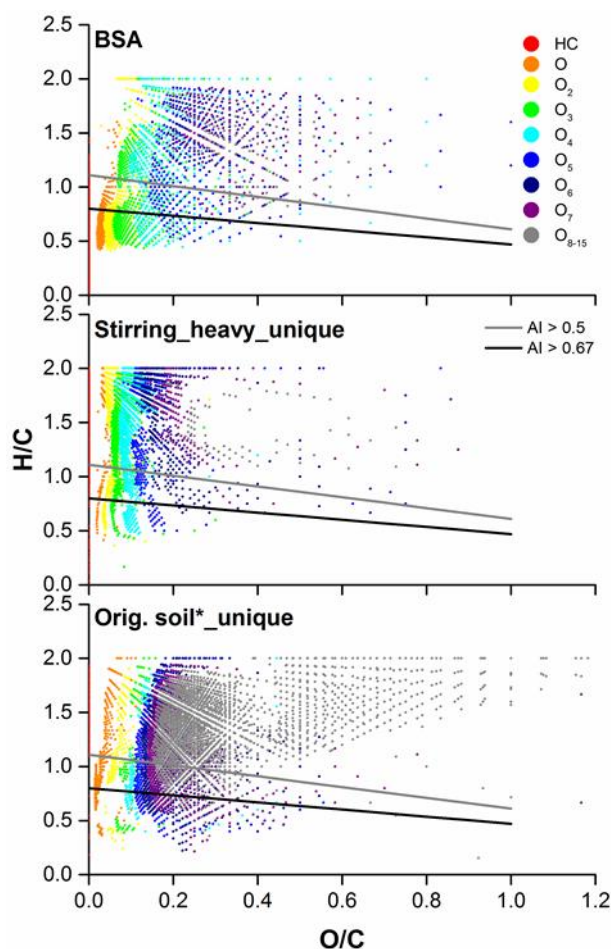 BSA
HC
O
O₂
O₃
O₄
O₅
O₆
O₇
O₈₋₁₅
2.5
2.0
1.5
1.0
0.5
0.0
Stirring_heavy_unique
AI > 0.5
AI > 0.67
2.5
2.0
1.5
1.0
0.5
0.0
H/C
Orig. soil*_unique
2.5
2.0
1.5
1.0
0.5
0.0
0.0 0.2 0.4 0.6 0.8 1.0 1.2
O/C